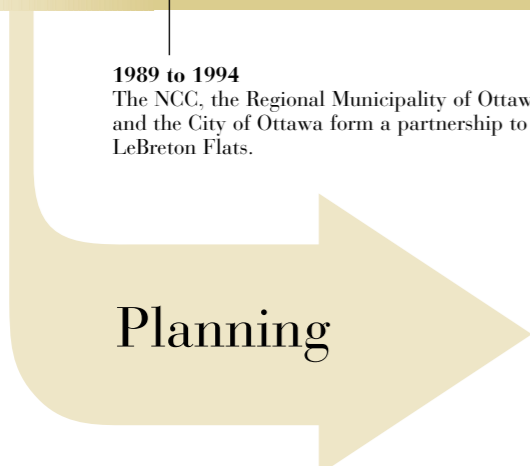 1989 to 1994
The NCC, the Regional Municipality of Ottaw
and the City of Ottawa form a partnership to
LeBreton Flats.
Planning